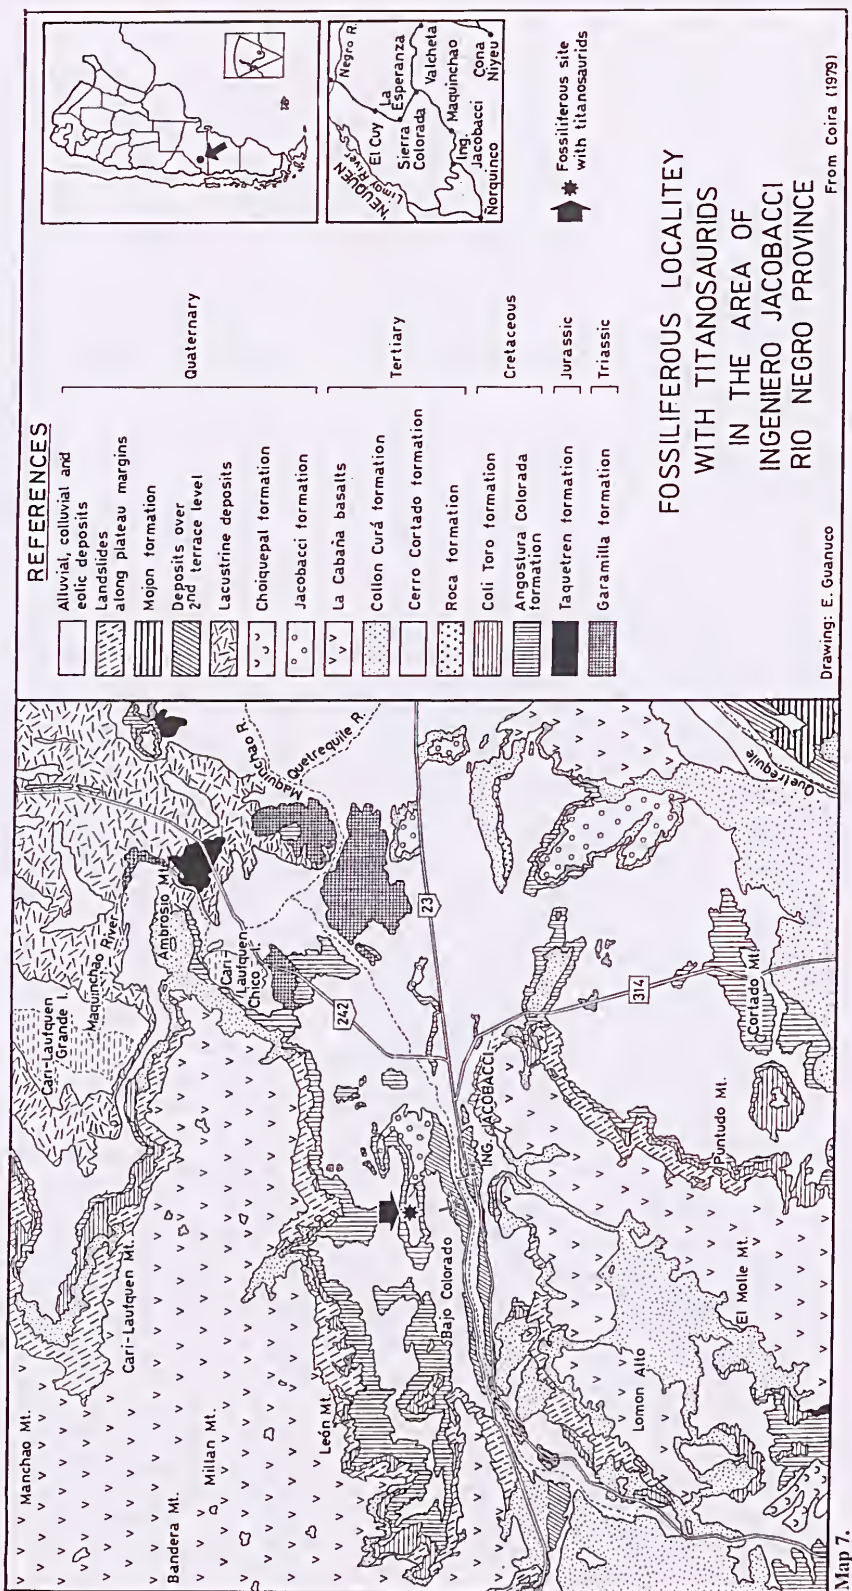 Manchao Mt.
Bandera Mt.
Millan Mt.
Cari-Laufquen Mt.
León Mt.
Cari-Laufquen
Grande l.
Maquinchao River
Ambrosio Mt.
Cari-
Laufquen
Chico l.
Maquinchao R.
Quetrequile R.
242
23
314
Bajo Colorado
ING. JACOBACCI
Lomon Alto
El Molle Mt.
Puntudo Mt.
Cortado Mt.
Quetrequile
REFERENCES
Alluvial, colluvial and
eolic deposits
Landslides
along plateau margins
Mojon formation
Deposits over
2nd terrace level
Lacustrine deposits
Choiquepal formation
Quaternary
Jacobacci formation
La Cabaña basalts
Collon Curá formation
Cerro Cortado formation
Roca formation
Tertiary
Coli Toro formation
Angostura Colorada
formation
Cretaceous
Taquetren formation
Jurassic
Garamilla formation
Triassic
NEUQUEN
Limay River
Negro R.
El Cuy
La
Esperanza
Sierra
Colorada
Valcheta
Maquinchao
Ing.
Jacobacci
Cona
Niyeu
Ñorquinco
Fossiliferous site
with titanosaurids
FOSSILIFEROUS LOCALITEY
WITH TITANOSAURIDS
IN THE AREA OF
INGENIERO JACOBACCI
RIO NEGRO PROVINCE
Drawing: E. Guanuco
From Coira (1979)
Map 7.